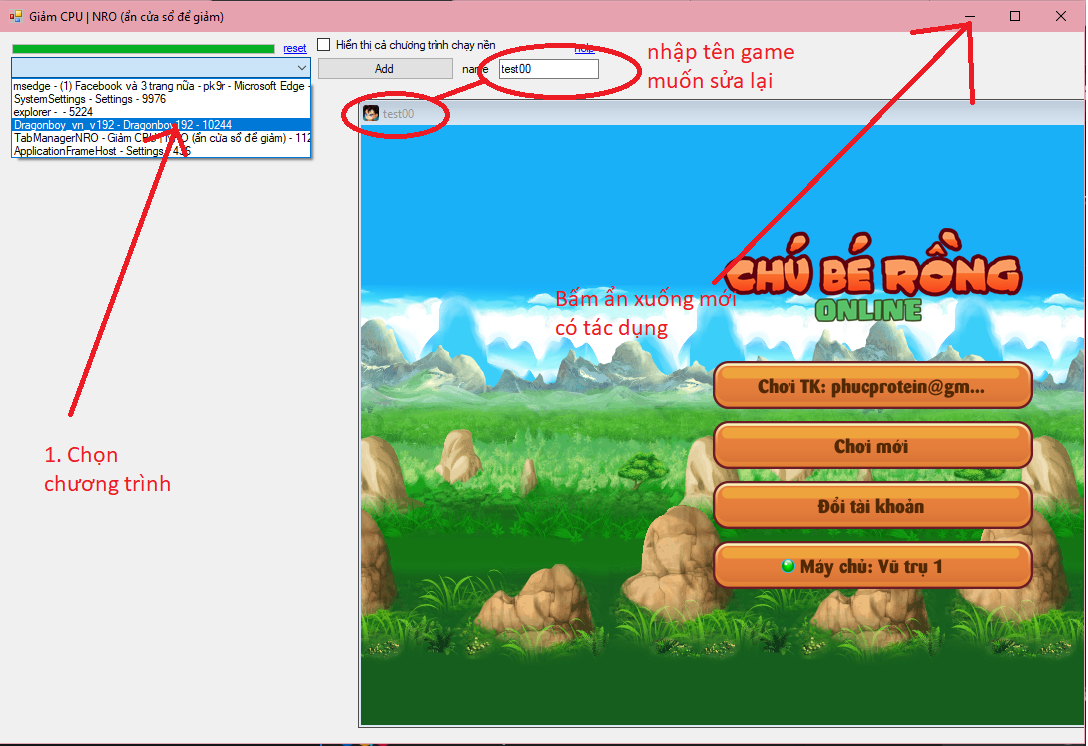 Giảm CPU | NRO (ẩn cửa sổ để giảm)
reset
Hiển thị cả chương trình chạy nền
help
Add
name
test00
nhập tên game
muốn sửa lại
msedge - (1) Facebook và 3 trang nữa - pk9r - Microsoft Edge -
SystemSettings - Settings - 9976
explorer - - 5224
Dragonboy_vn_v192 - Dragonboy192 - 10244
TabManagerNRO - Giảm CPU | NRO (ẩn cửa sổ để giảm) - 112
ApplicationFrameHost - Settings - 436
test00
CHÚ BÉ RỒNG
ONLINE
Bấm ẩn xuống mới
có tác dụng
Chơi TK: phucprotein@gm...
Chơi mới
Đổi tài khoản
Máy chủ: Vũ trụ 1
1. Chọn
chương trình